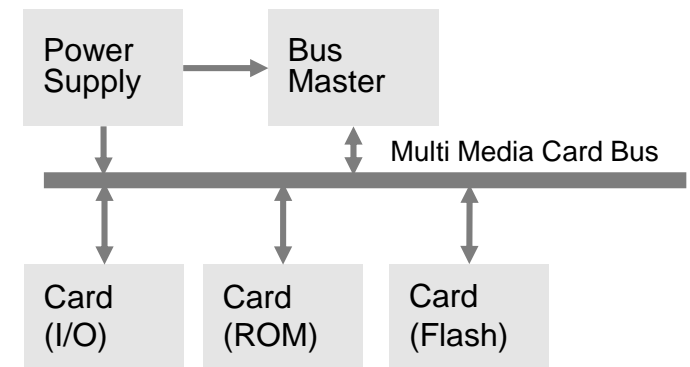 Power
Supply
Bus
Master
Multi Media Card Bus
Card
(I/O)
Card
(ROM)
Card
(Flash)